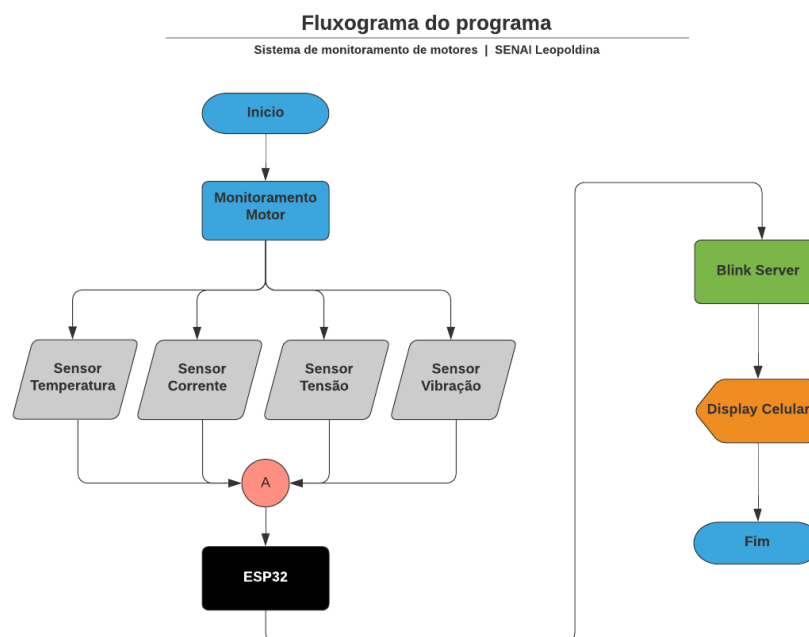 Fluxograma do programa
Sistema de monitoramento de motores | SENAI Leopoldina
Inicio
Monitoramento
Motor
Sensor
Temperatura
Sensor
Corrente
Sensor
Tensão
Sensor
Vibração
A
ESP32
Blink Server
Display Celular
Fim